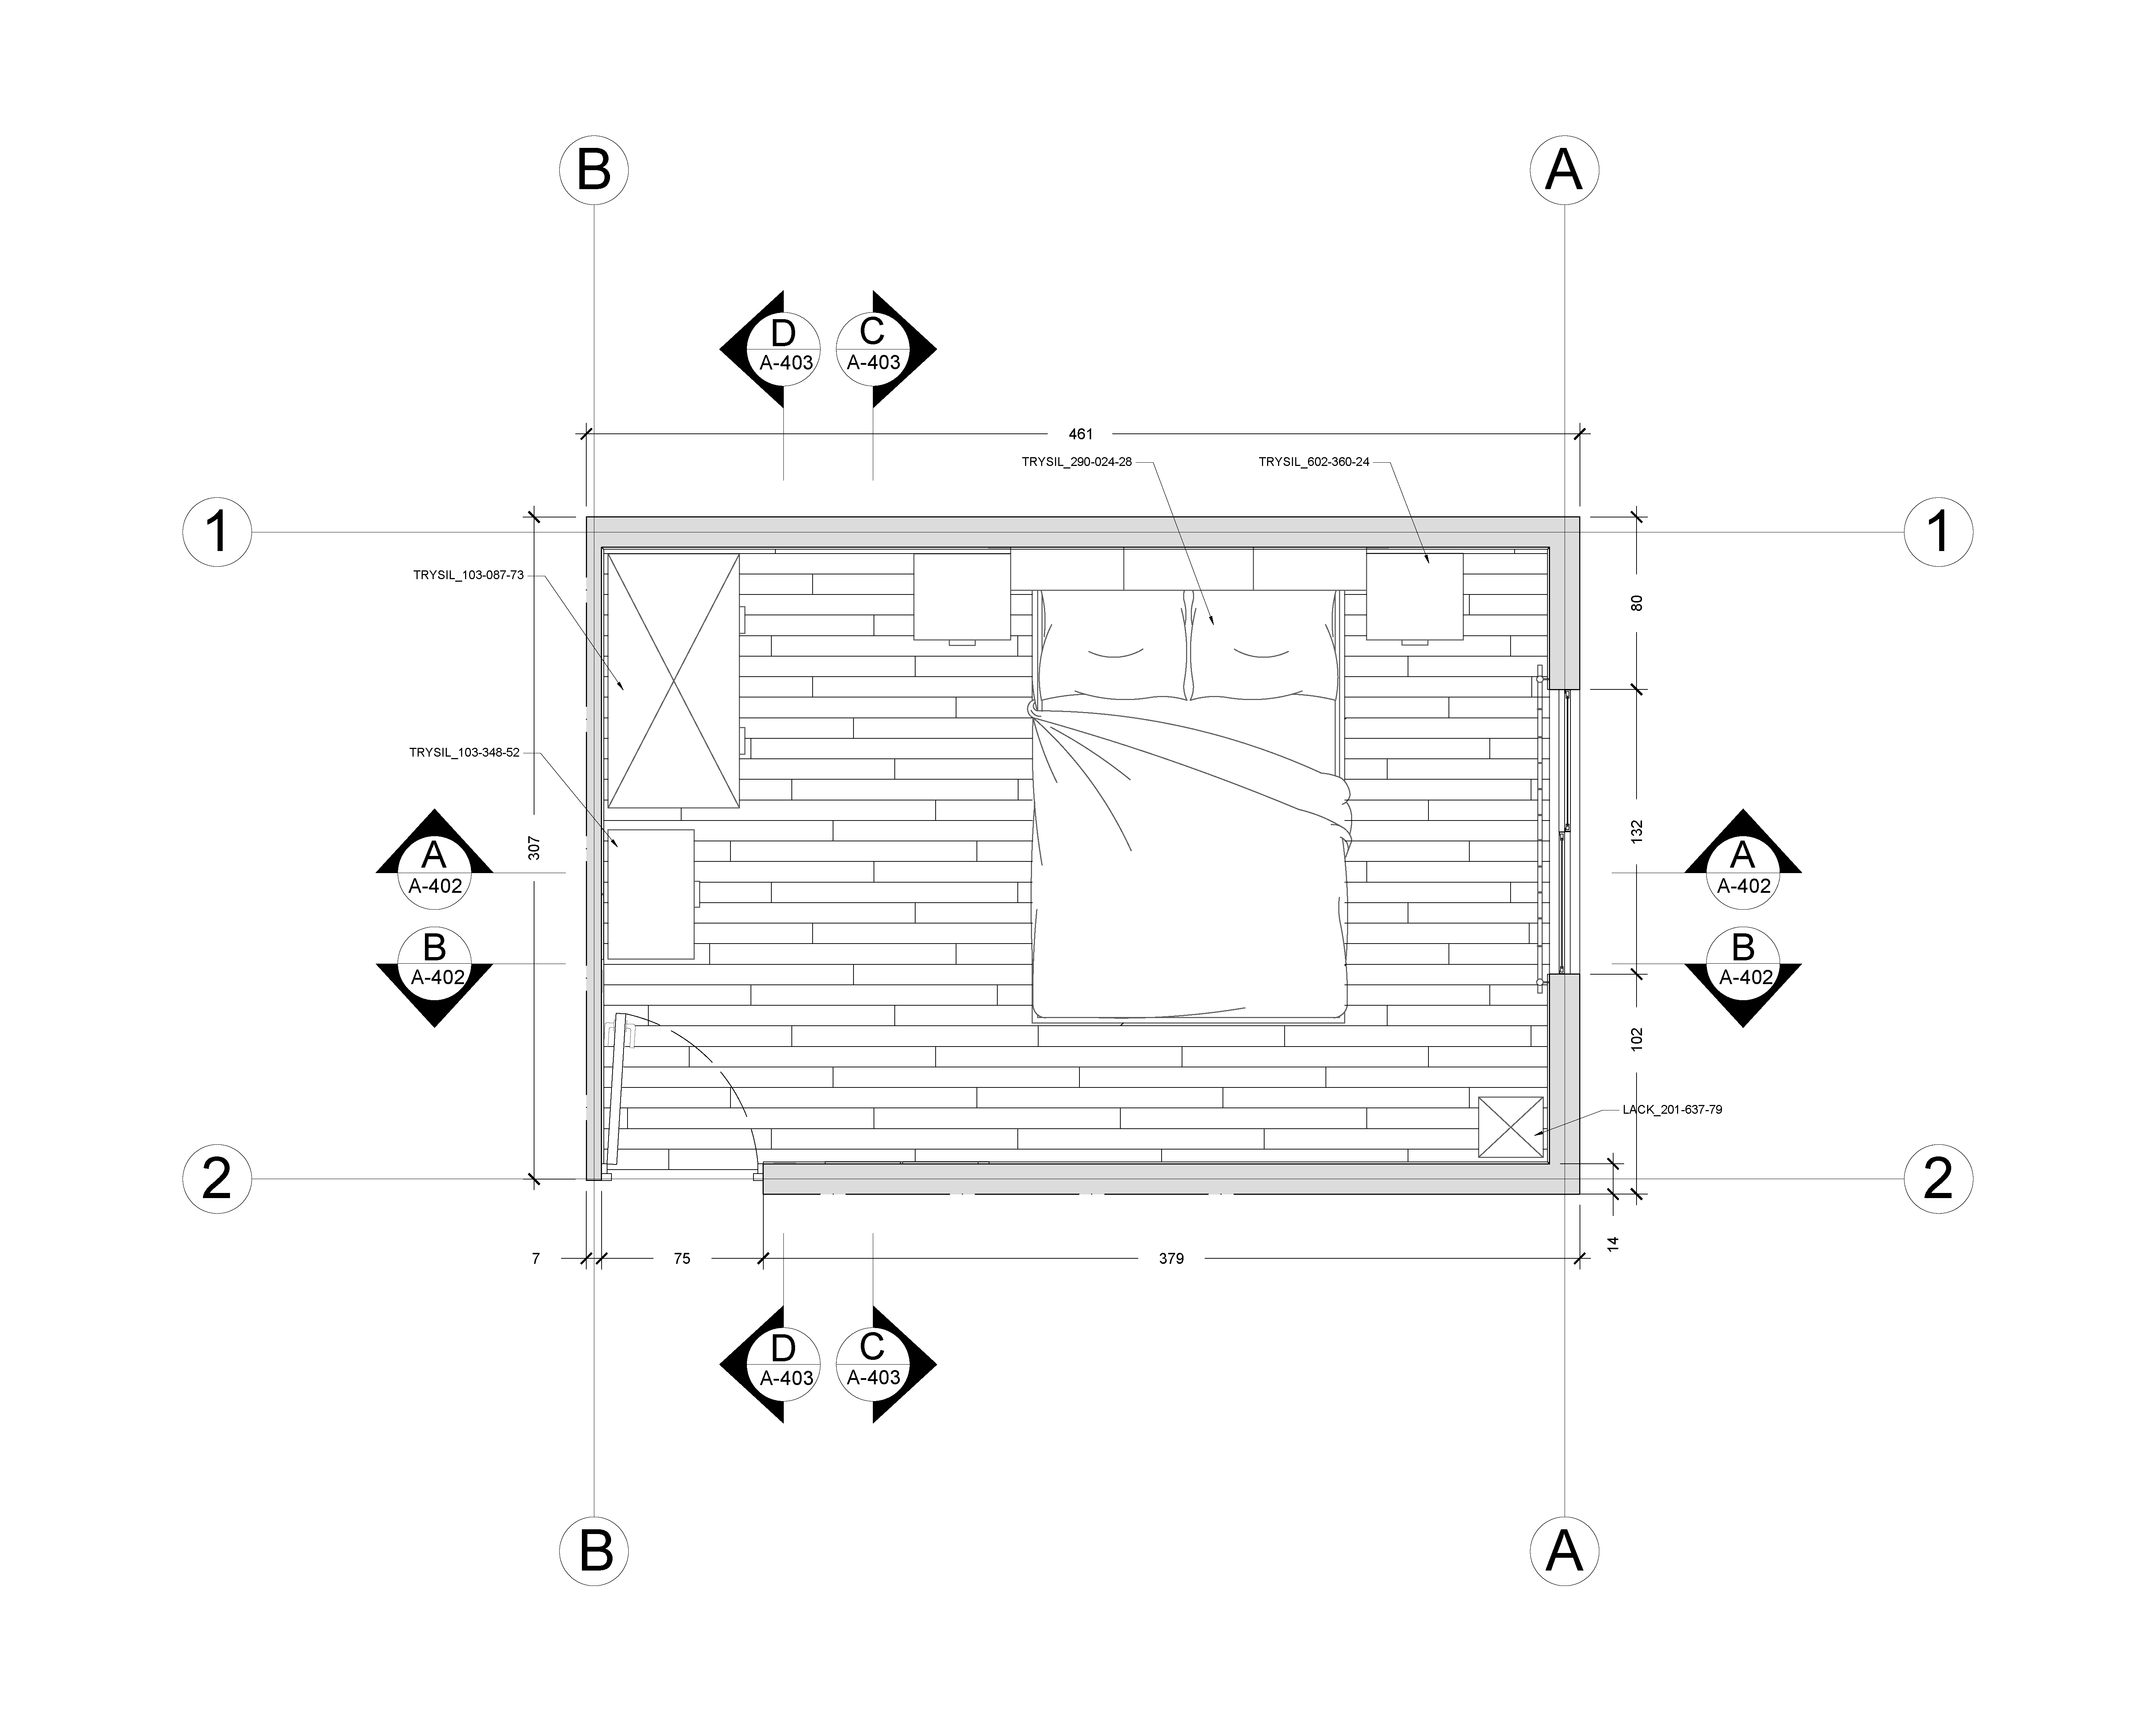 B
A
D
A-403
C
A-403
461
TRYSIL_290-024-28
TRYSIL_602-360-24
1
1
TRYSIL_103-087-73
80
TRYSIL_103-348-52
307
132
A
A-402
A
A-402
B
A-402
B
A-402
102
LACK_201-637-79
2
2
7
75
379
14
D
A-403
C
A-403
B
A